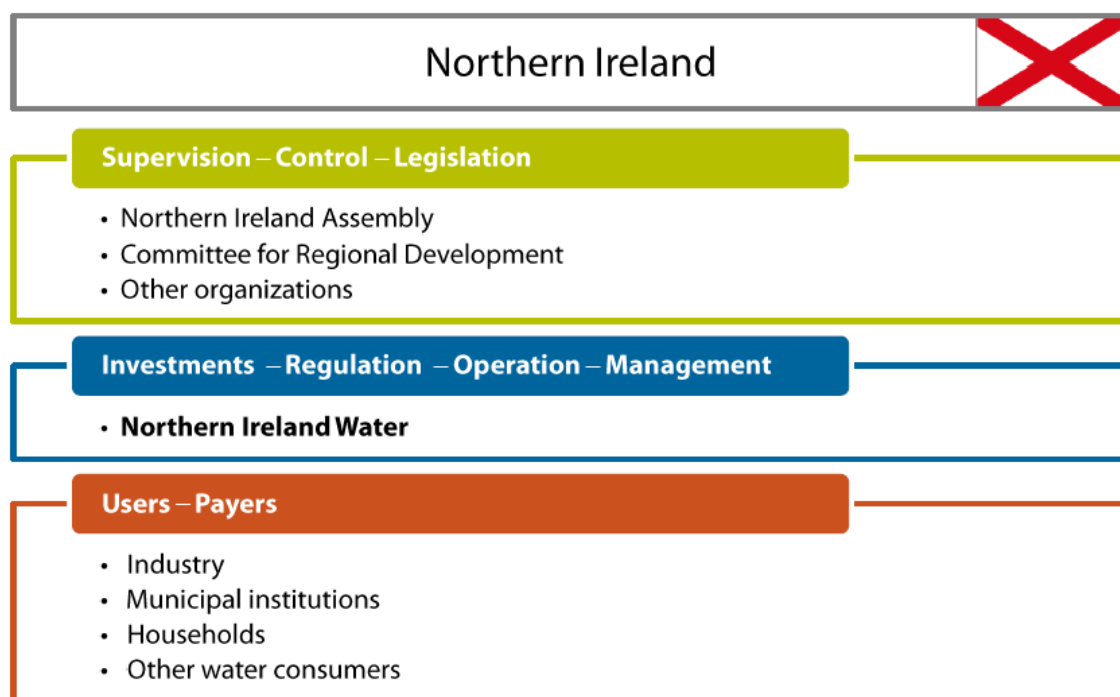 Northern Ireland
Supervision – Control – Legislation
• Northern Ireland Assembly
• Committee for Regional Development
• Other organizations
Investments – Regulation – Operation – Management
• Northern Ireland Water
Users – Payers
• Industry
• Municipal institutions
• Households
• Other water consumers